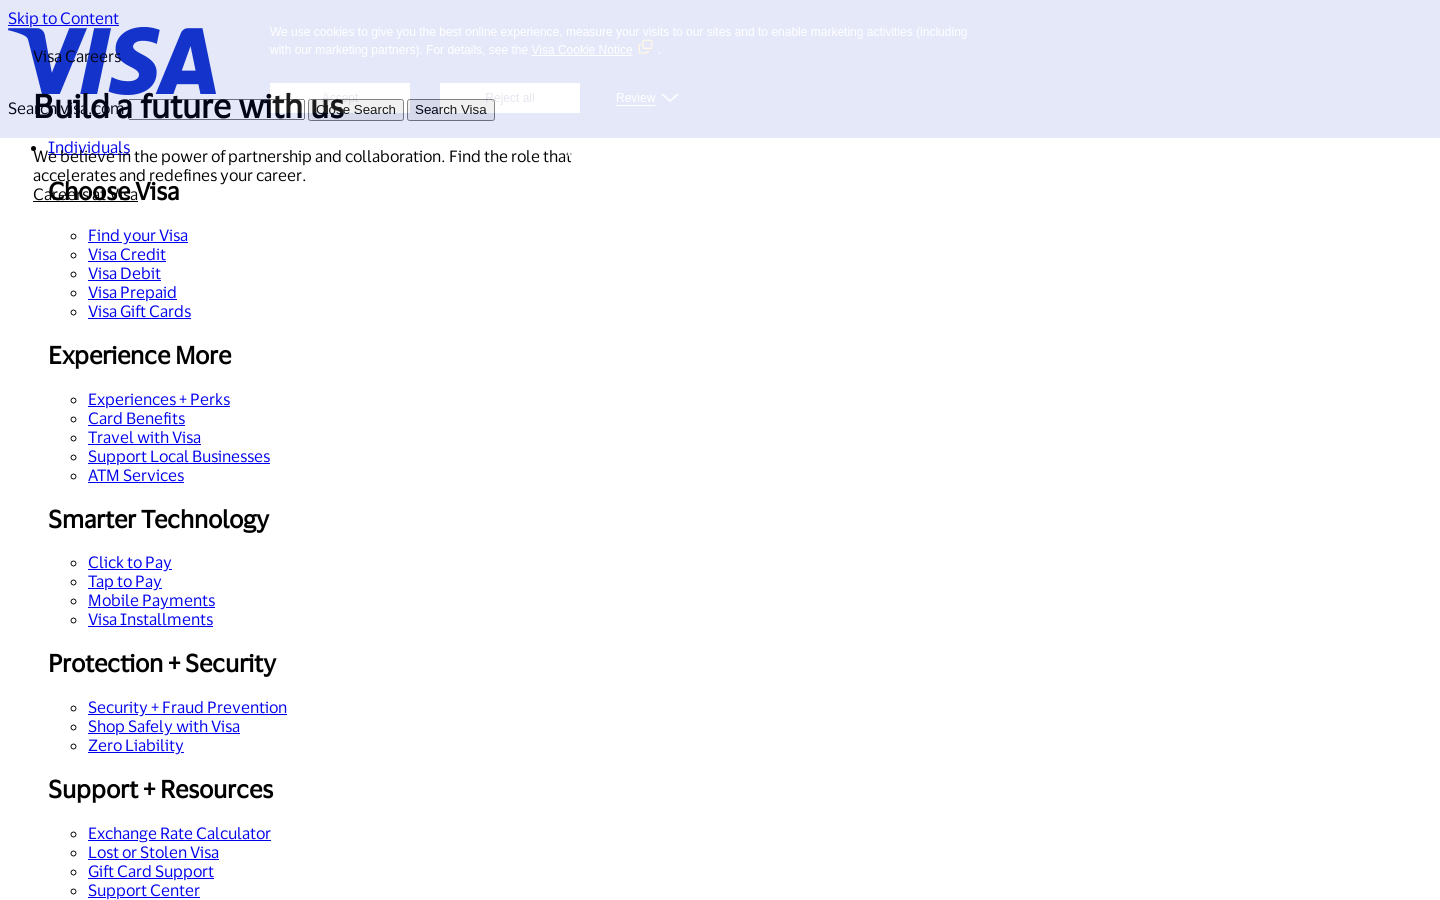 Skip to Content
VISA
We use cookies to give you the best online experience, measure your visits to our sites and to enable marketing activities (including
with our marketing partners). For details, see the Visa Cookie Notice .
Visa Careers
Accept
Reject all
Review
Build a future with us
Search Visa.com
Close Search
Search Visa
Individuals
We believe in the power of partnership and collaboration. Find the role that
accelerates and redefines your career.
Careers at Visa
Choose Visa
Find your Visa
Visa Credit
Visa Debit
Visa Prepaid
Visa Gift Cards
Experience More
Experiences + Perks
Card Benefits
Travel with Visa
Support Local Businesses
ATM Services
Smarter Technology
Click to Pay
Tap to Pay
Mobile Payments
Visa Installments
Protection + Security
Security + Fraud Prevention
Shop Safely with Visa
Zero Liability
Support + Resources
Exchange Rate Calculator
Lost or Stolen Visa
Gift Card Support
Support Center